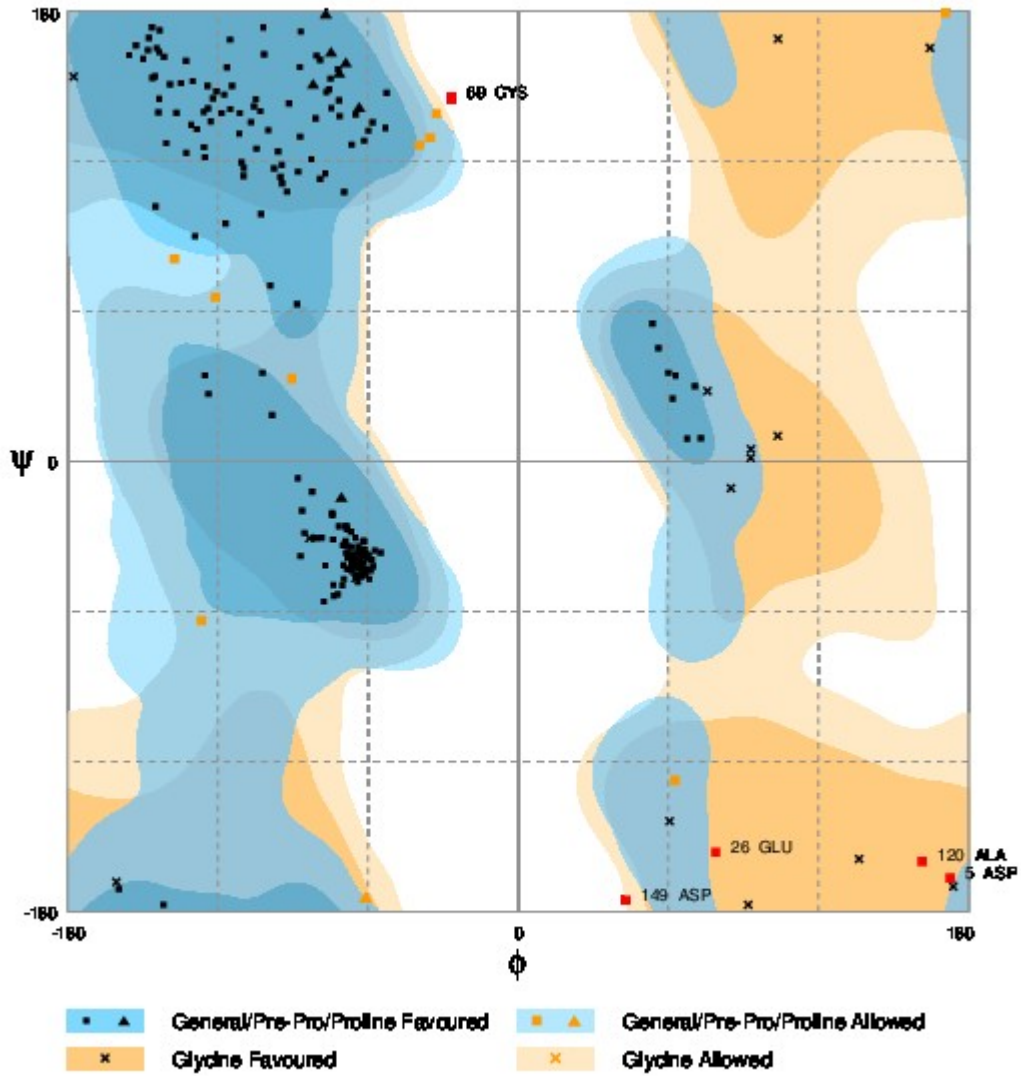 180
69 CYS
Ψ 0
26 GLU
120 ALA
5 ASP
149 ASP
-180
-180 0 180
ϕ
General/Pre-Pro/Proline Favoured General/Pre-Pro/Proline Allowed
Glycine Favoured Glycine Allowed